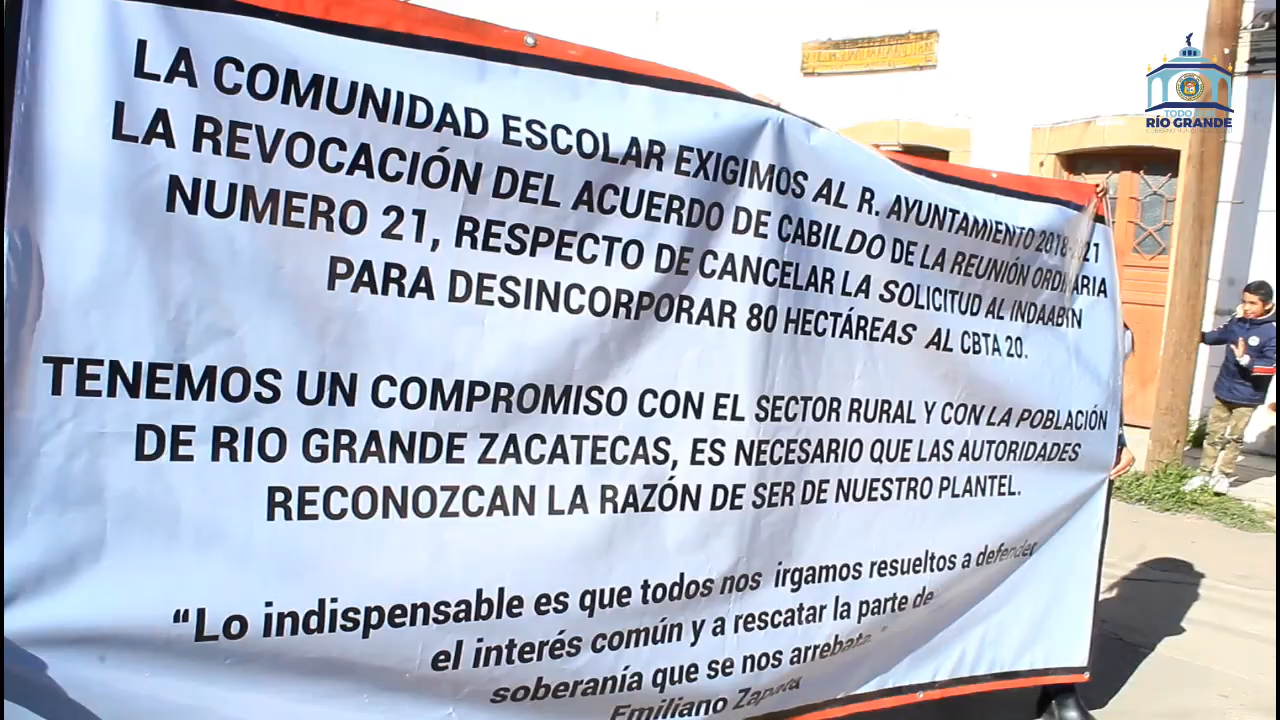 LA COMUNIDAD ESCOLAR EXIGIMOS AL R. AYUNTAMIENTO 2018-2021
LA REVOCACIÓN DEL ACUERDO DE CABILDO DE LA REUNIÓN ORDINARIA
NUMERO 21, RESPECTO DE CANCELAR LA SOLICITUD AL INDAABIN
PARA DESINCORPORAR 80 HECTÁREAS AL CBTA 20.
TENEMOS UN COMPROMISO CON EL SECTOR RURAL Y CON LA POBLACIÓN
DE RIO GRANDE ZACATECAS, ES NECESARIO QUE LAS AUTORIDADES
RECONOZCAN LA RAZÓN DE SER DE NUESTRO PLANTEL.
“Lo indispensable es que todos nos irgamos resueltos a defender
el interés común y a rescatar la parte de
soberanía que se nos arrebata."
Emiliano Zapata
TODO
RÍO GRANDE